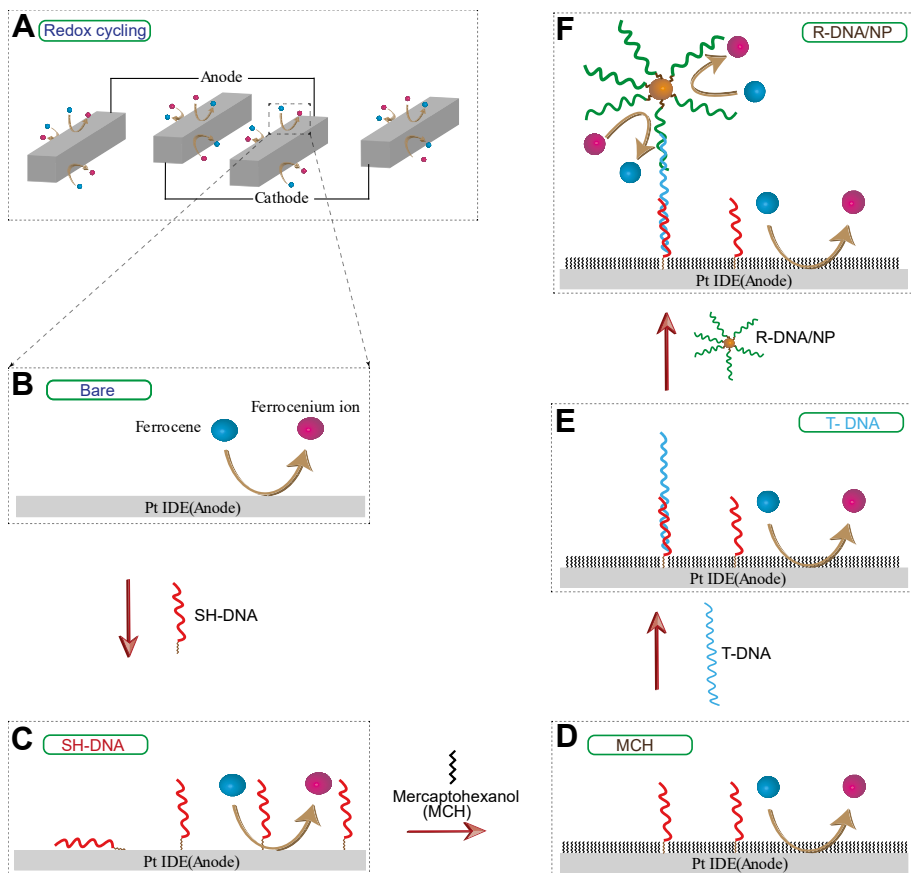 A
Redox cycling
Anode
Cathode
B
Bare
Ferrocene
Ferrocenium ion
Pt IDE(Anode)
SH-DNA
C
SH-DNA
Pt IDE(Anode)
Mercaptohexanol
(MCH)
D
MCH
Pt IDE(Anode)
T-DNA
E
T- DNA
Pt IDE(Anode)
R-DNA/NP
F
R-DNA/NP
Pt IDE(Anode)